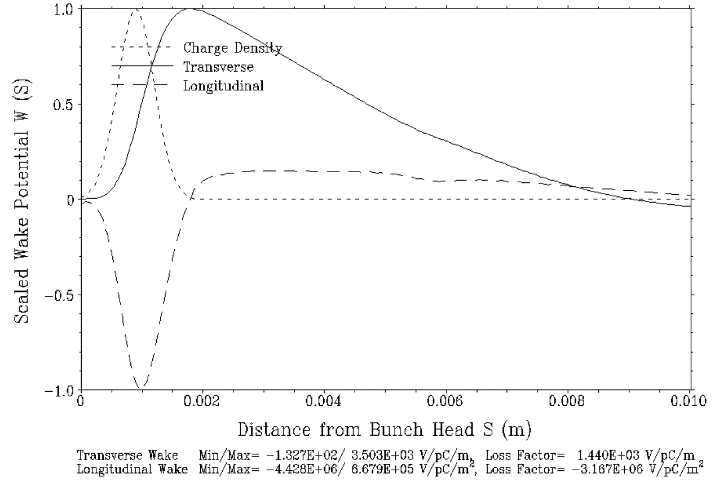 1.0
Charge Density
Transverse
Longitudinal
0.5
0
-0.5
-1.0
Scaled Wake Potential W (S)
0 0.002 0.004 0.006 0.008 0.010
Distance from Bunch Head S (m)
Transverse Wake Min/Max= -1.327E+02/ 3.503E+03 V/pC/m, Loss Factor= 1.440E+03 V/pC/m
Longitudinal Wake Min/Max= -4.428E+06/ 6.679E+05 V/pC/m², Loss Factor= -3.167E+06 V/pC/m²